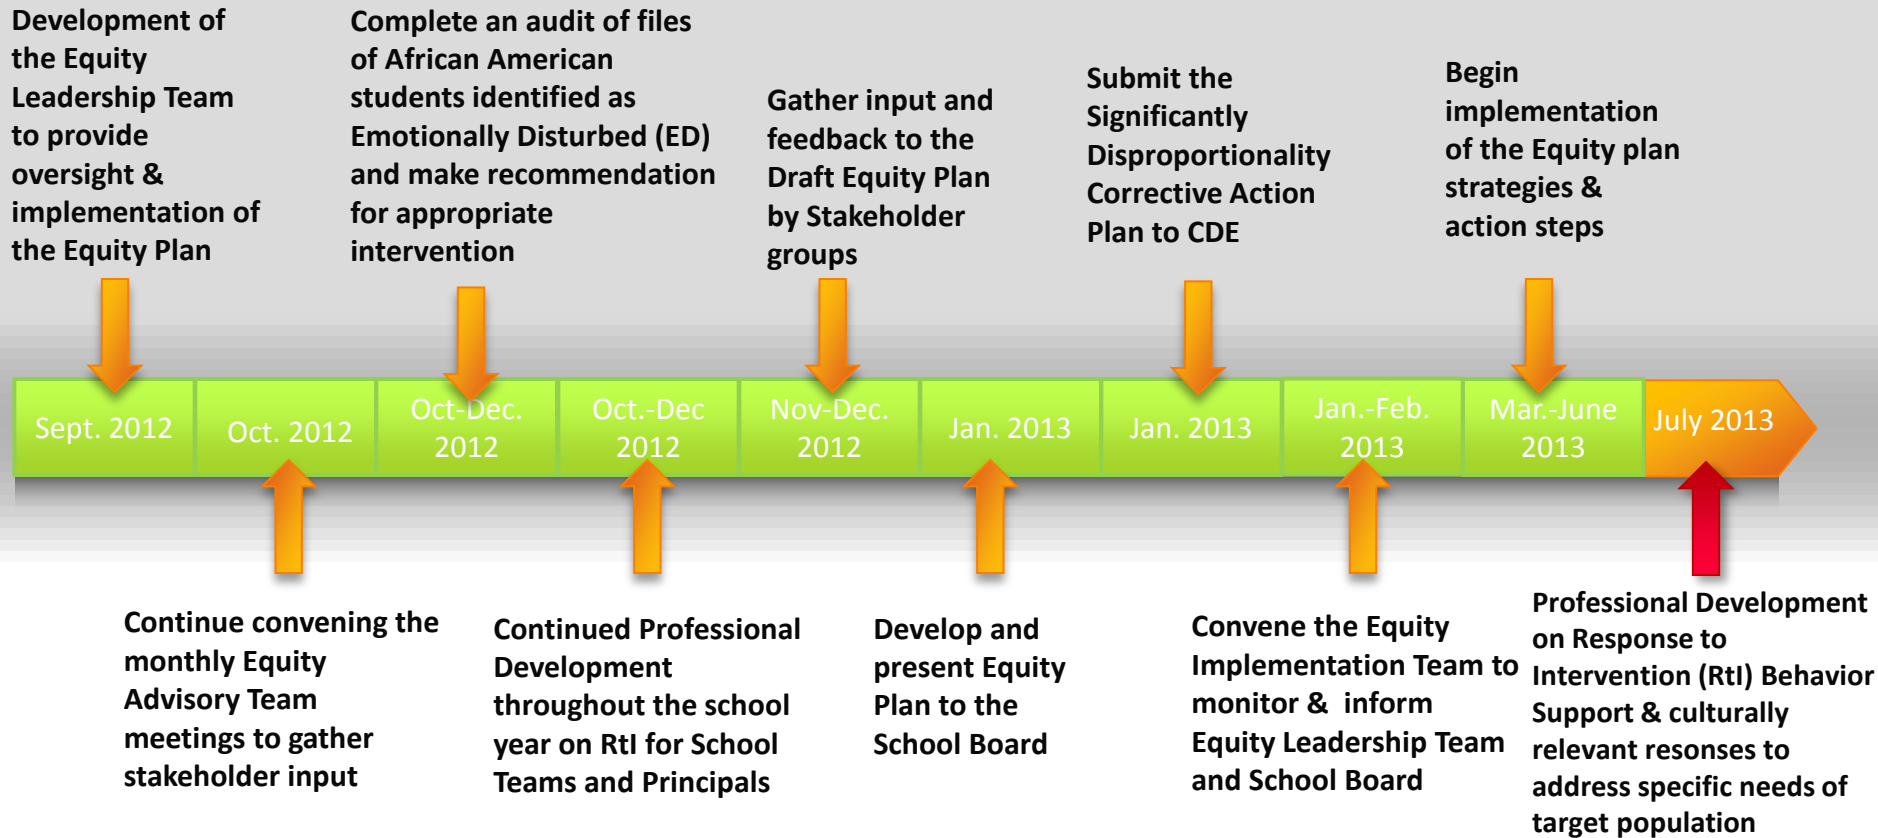 Development of
the Equity
Leadership Team
to provide
oversight &
implementation of
the Equity Plan
Complete an audit of files
of African American
students identified as
Emotionally Disturbed (ED)
and make recommendation
for appropriate
intervention
Gather input and
feedback to the
Draft Equity Plan
by Stakeholder
groups
Submit the
Significantly
Disproportionality
Corrective Action
Plan to CDE
Begin
implementation
of the Equity plan
strategies &
action steps
Sept. 2012
Oct. 2012
Oct-Dec.
2012
Oct.-Dec
2012
Nov-Dec.
2012
Jan. 2013
Jan. 2013
Jan.-Feb.
2013
Mar.-June
2013
July 2013
Continue convening the
monthly Equity
Advisory Team
meetings to gather
stakeholder input
Continued Professional
Development
throughout the school
year on RtI for School
Teams and Principals
Develop and
present Equity
Plan to the
School Board
Convene the Equity
Implementation Team to
monitor & inform
Equity Leadership Team
and School Board
Professional Development
on Response to
Intervention (RtI) Behavior
Support & culturally
relevant resonses to
address specific needs of
target population